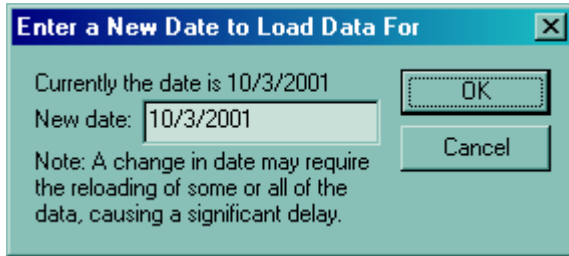 Enter a New Date to Load Data For
Currently the date is 10/3/2001
OK
New date: 10/3/2001
Cancel
Note: A change in date may require
the reloading of some or all of the
data, causing a significant delay.